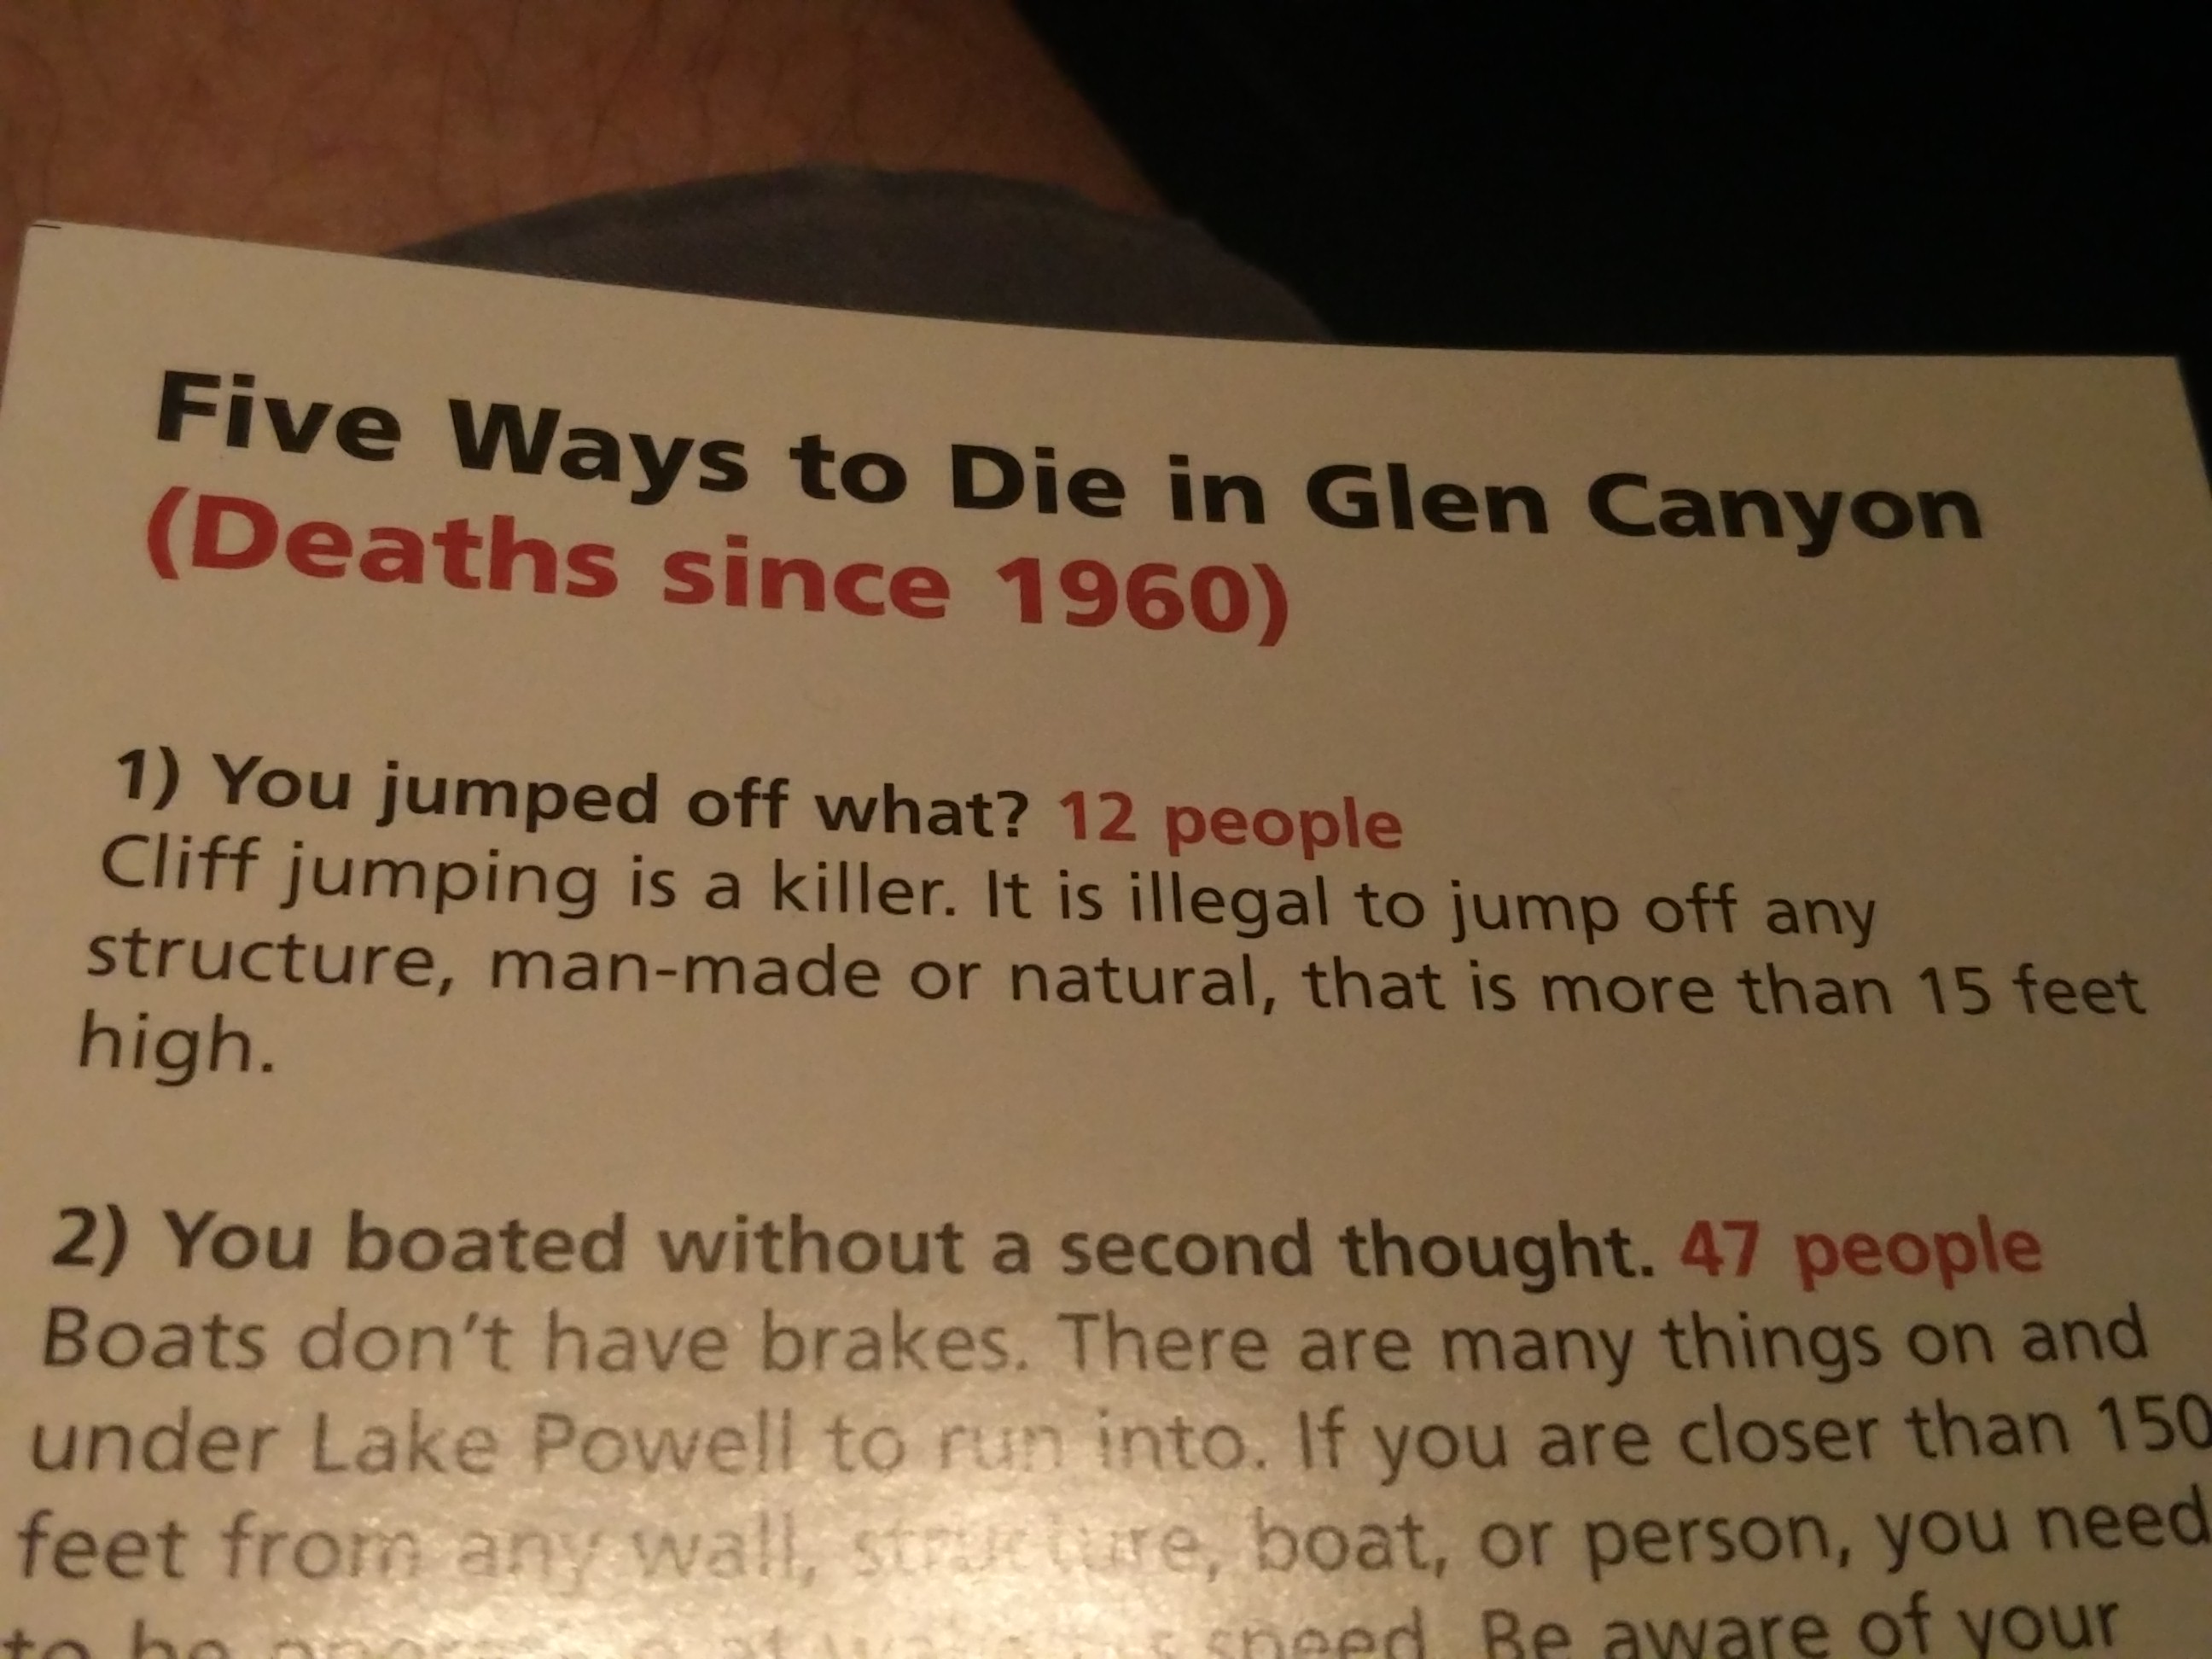 Five Ways to Die in Glen Canyon
(Deaths since 1960)
1) You jumped off what? 12 people
Cliff jumping is a killer. It is illegal to jump off any
structure, man-made or natural, that is more than 15 feet
high.
2) You boated without a second thought. 47 people
Boats don't have brakes. There are many things on and
under Lake Powell to run into. If you are closer than 150
feet from any wall, structure, boat, or person, you need
to be at speed. Be aware of your